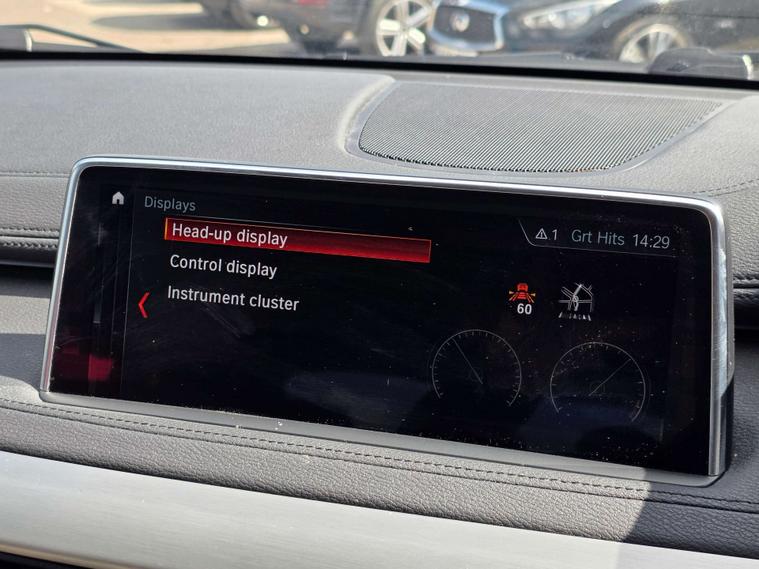 Displays
1 Grt Hits 14:29
Head-up display
Control display
Instrument cluster
60